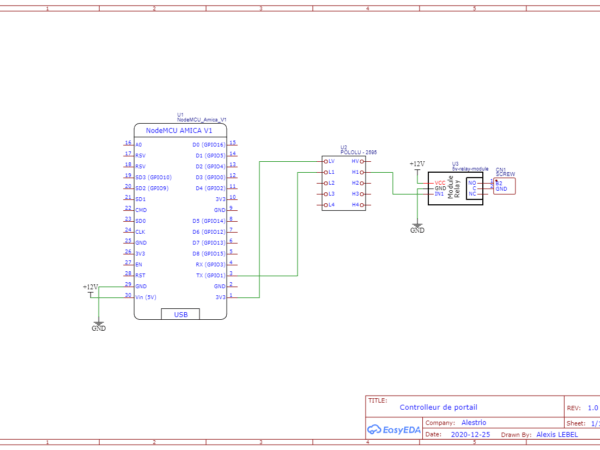 1 2 3 4 5
U1
NodeMCU_Amica_V1
NodeMCU AMICA V1
16 A0 D0 (GPIO16) 15
17 RSV D1 (GPIO5) 14
18 RSV D2 (GPIO4) 13
19 SD3 (GPIO10) D3 (GPIO0) 12
20 SD2 (GPIO9) D4 (GPIO2) 11
21 SD1 3V3 10
22 CMD GND 9
23 SD0 D5 (GPIO14) 8
24 CLK D6 (GPIO12) 7
25 GND D7 (GPIO13) 6
26 3V3 D8 (GPIO15) 5
27 EN RX (GPIO3) 4
28 RST TX (GPIO1) 3
29 GND GND 2
30 Vin (5V) 3V3 1
USB
+12V
GND
U2
POLOLU - 2595
LV HV
L1 H1
L2 H2
L3 H3
L4 H4
+12V
GND
U3
5v-relay-module
VCC
GND
IN1
Module
Relay
NO
C
NC
CN1
SCREW
B2
GND
TITLE:
Controlleur de portail
REV: 1.0
EasyEDA
Company: Alestrio
Sheet: 1/1
Date: 2020-12-25 Drawn By: Alexis LEBEL
1 2 3 4 5